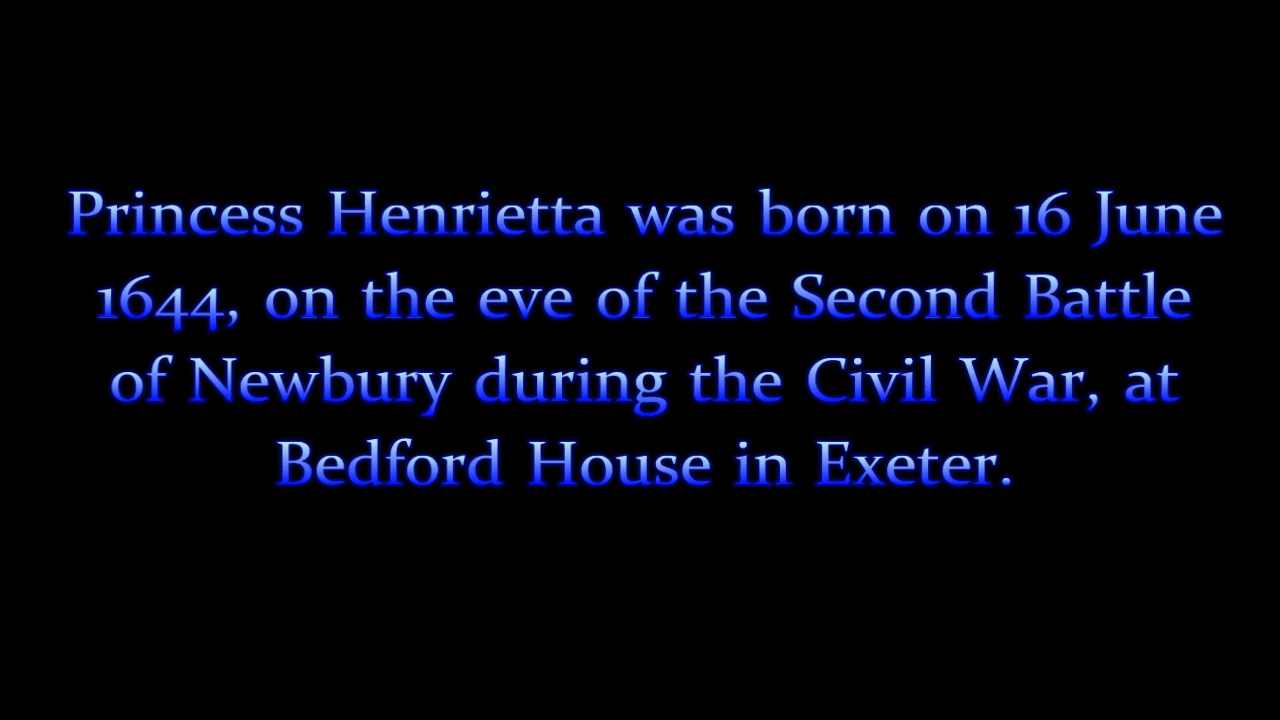 Princess Henrietta was born on 16 June
1644, on the eve of the Second Battle
of Newbury during the Civil War, at
Bedford House in Exeter.